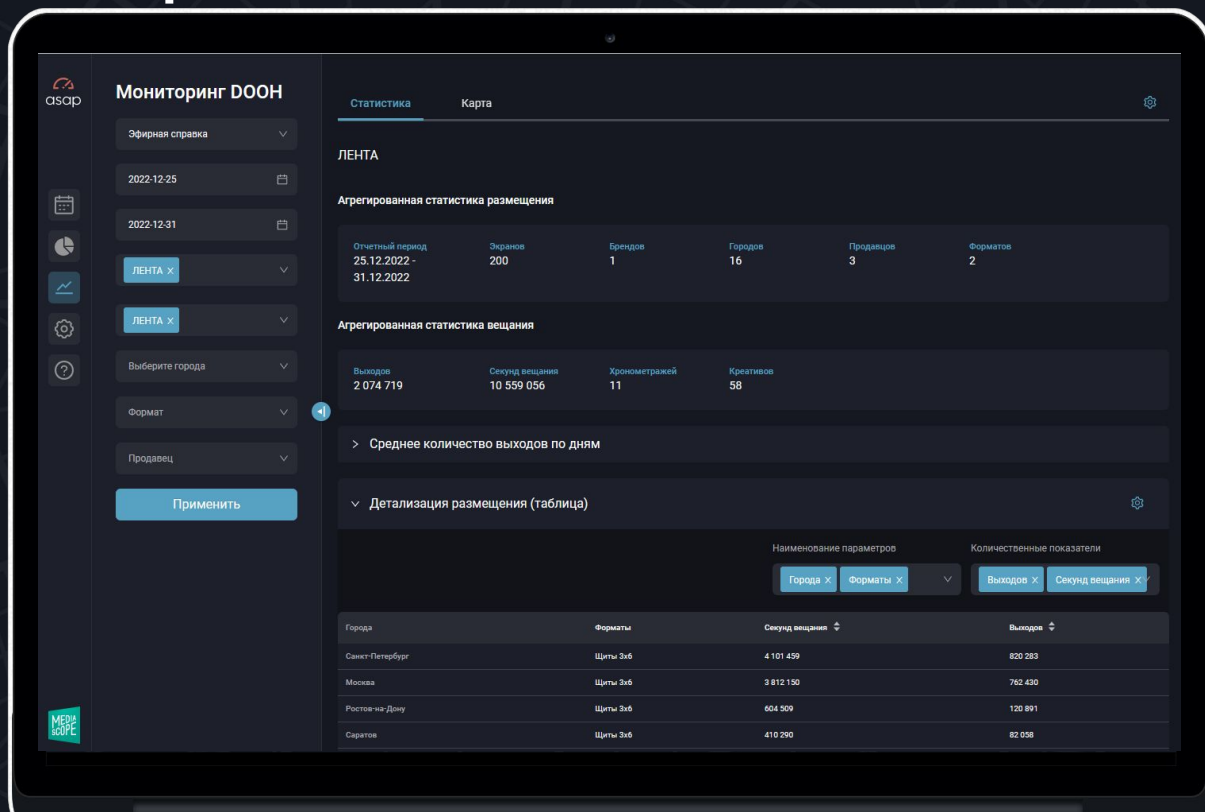 asap
Мониторинг DOOH
Эфирная справка
2022-12-25
2022-12-31
ЛЕНТА X
ЛЕНТА X
Выберите города
Формат
Продавец
Применить
MEDIA
SCOPE
Статистика Карта
ЛЕНТА
Агрегированная статистика размещения
Отчетный период Экранов Брендов Городов Продавцов Форматов
25.12.2022 - 200 1 16 3 2
31.12.2022
Агрегированная статистика вещания
Выходов Секунд вещания Хронометражей Креативов
2 074 719 10 559 056 11 58
> Среднее количество выходов по дням
Детализация размещения (таблица)
Наименование параметров Количественные показатели
Города X Форматы X Выходов X Секунд вещания X
Города Форматы Секунд вещания Выходов
Санкт-Петербург Щиты 3х6 4 101 459 820 283
Москва Щиты 3х6 3 812 150 762 430
Ростов-на-Дону Щиты 3х6 604 509 120 891
Саратов Щиты 3х6 410 290 82 058